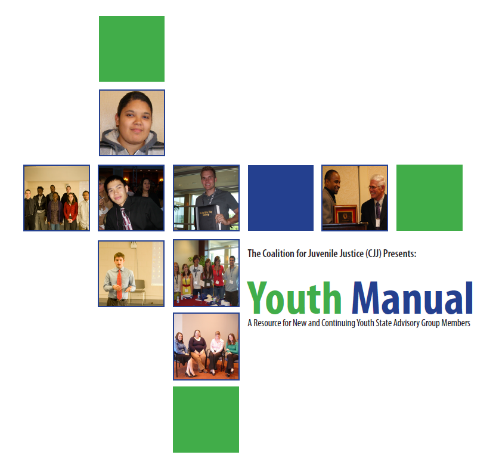 The Coalition for Juvenile Justice (CJJ) Presents:
Youth Manual
A Resource for New and Continuing Youth State Advisory Group Members